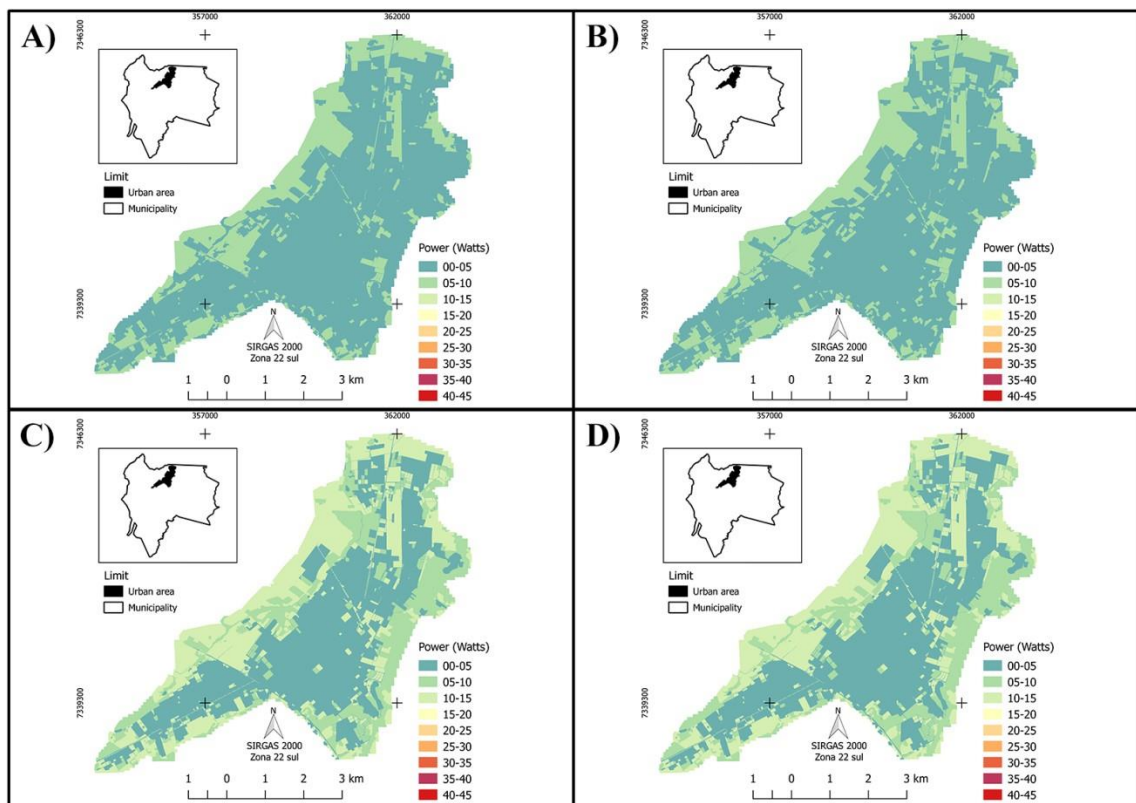 A)
357000
362000
7346300
Limit
Urban area
Municipality
Power (Watts)
00-05
05-10
10-15
15-20
20-25
25-30
30-35
35-40
40-45
7339300
N
SIRGAS 2000
Zona 22 sul
1 0 1 2 3 km
B)
357000
362000
7346300
Limit
Urban area
Municipality
Power (Watts)
00-05
05-10
10-15
15-20
20-25
25-30
30-35
35-40
40-45
7339300
N
SIRGAS 2000
Zona 22 sul
1 0 1 2 3 km
C)
357000
362000
7346300
Limit
Urban area
Municipality
Power (Watts)
00-05
05-10
10-15
15-20
20-25
25-30
30-35
35-40
40-45
7339300
N
SIRGAS 2000
Zona 22 sul
1 0 1 2 3 km
D)
357000
362000
7346300
Limit
Urban area
Municipality
Power (Watts)
00-05
05-10
10-15
15-20
20-25
25-30
30-35
35-40
40-45
7339300
N
SIRGAS 2000
Zona 22 sul
1 0 1 2 3 km